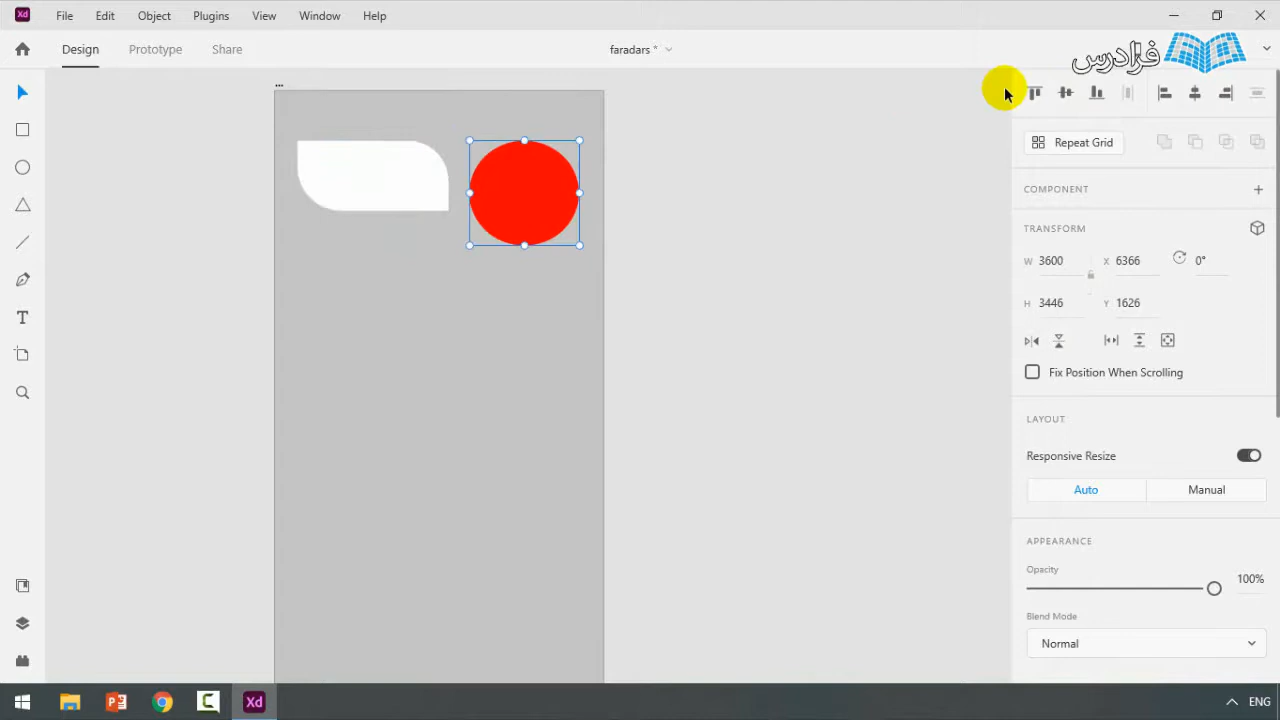 File Edit Object Plugins View Window Help
Design Prototype Share
faradars *
فرادرس
Repeat Grid
COMPONENT
TRANSFORM
W 3600 X 6366 0°
H 3446 Y 1626
Fix Position When Scrolling
LAYOUT
Responsive Resize
Auto Manual
APPEARANCE
Opacity
100%
Blend Mode
Normal
Xd
ENG